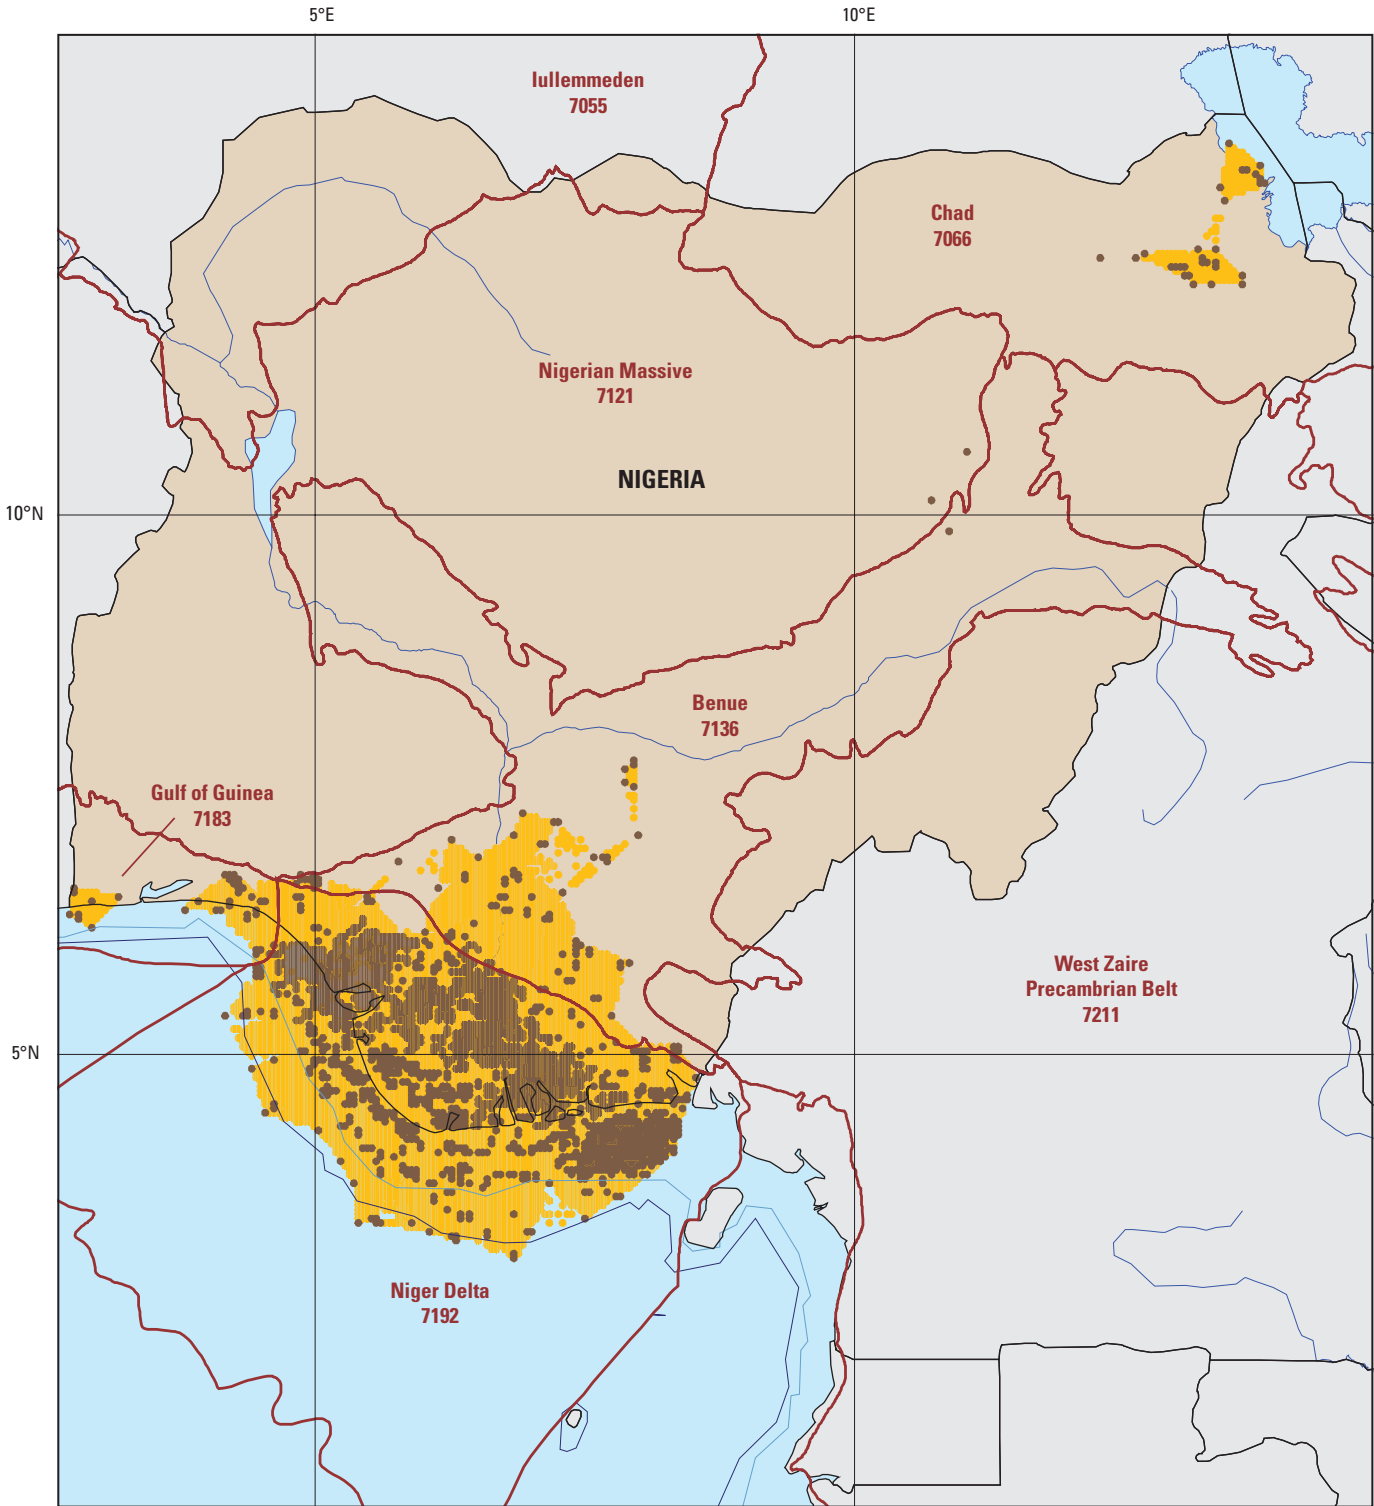 5°E
10°E
Iullemmeden
7055
Chad
7066
Nigerian Massive
7121
NIGERIA
10°N
Benue
7136
Gulf of Guinea
7183
West Zaire
Precambrian Belt
7211
5°N
Niger Delta
7192